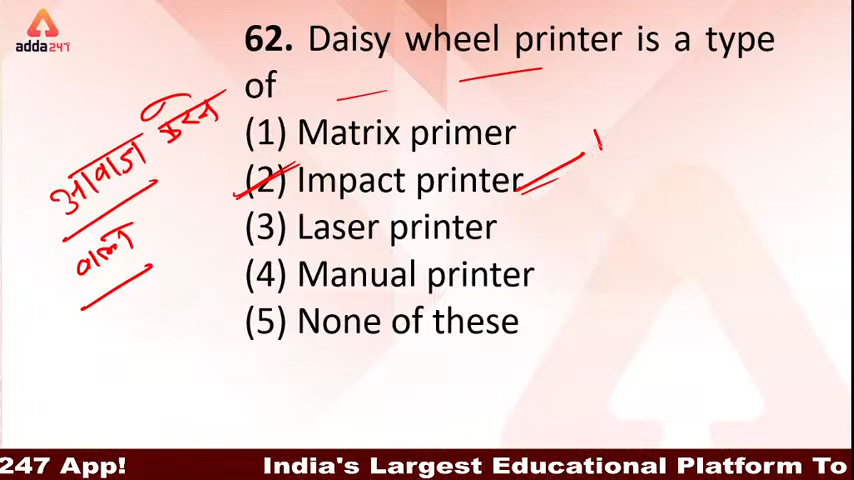 adda247
62. Daisy wheel printer is a type
of
(1) Matrix primer
(2) Impact printer
(3) Laser printer
(4) Manual printer
(5) None of these
आवाज करने
वाले
247 App! India's Largest Educational Platform To